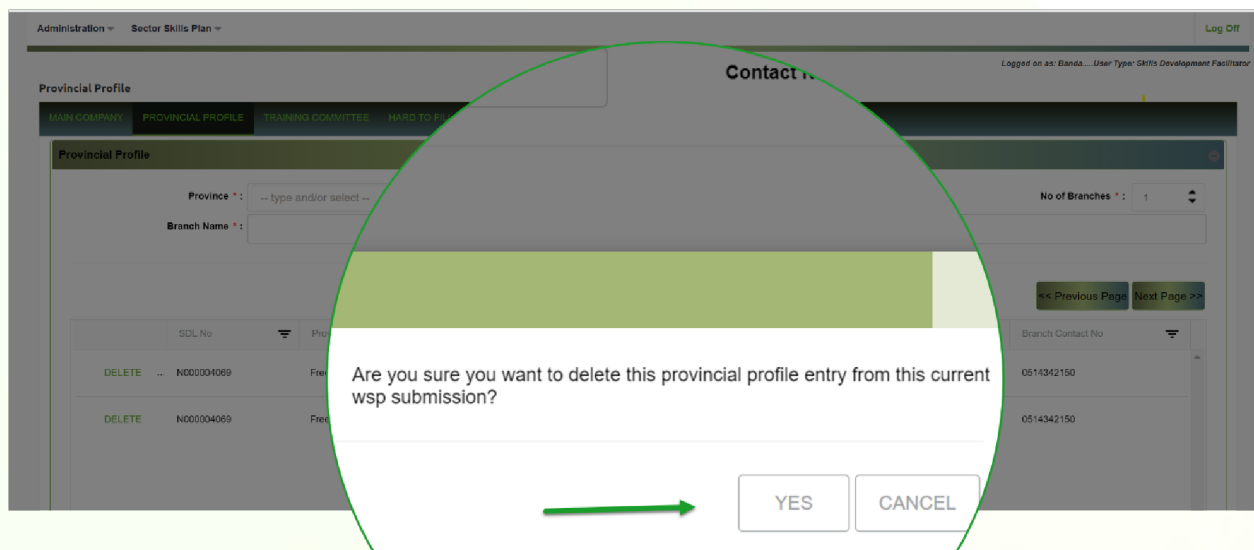 Administration Sector Skills Plan Log Off
Logged on as: Banda.....User Type: Skills Development Facilitator
Contact
Provincial Profile
MAIN COMPANY PROVINCIAL PROFILE TRAINING COMMITTEE HARD TO
Provincial Profile
Province * : -- type and/or select -- No of Branches * : 1
Branch Name * :
<< Previous Page Next Page >>
SDL No Branch Contact No
DELETE ... N000004069 0514342150
DELETE N000004069 0514342150
Are you sure you want to delete this provincial profile entry from this current
wsp submission?
YES CANCEL